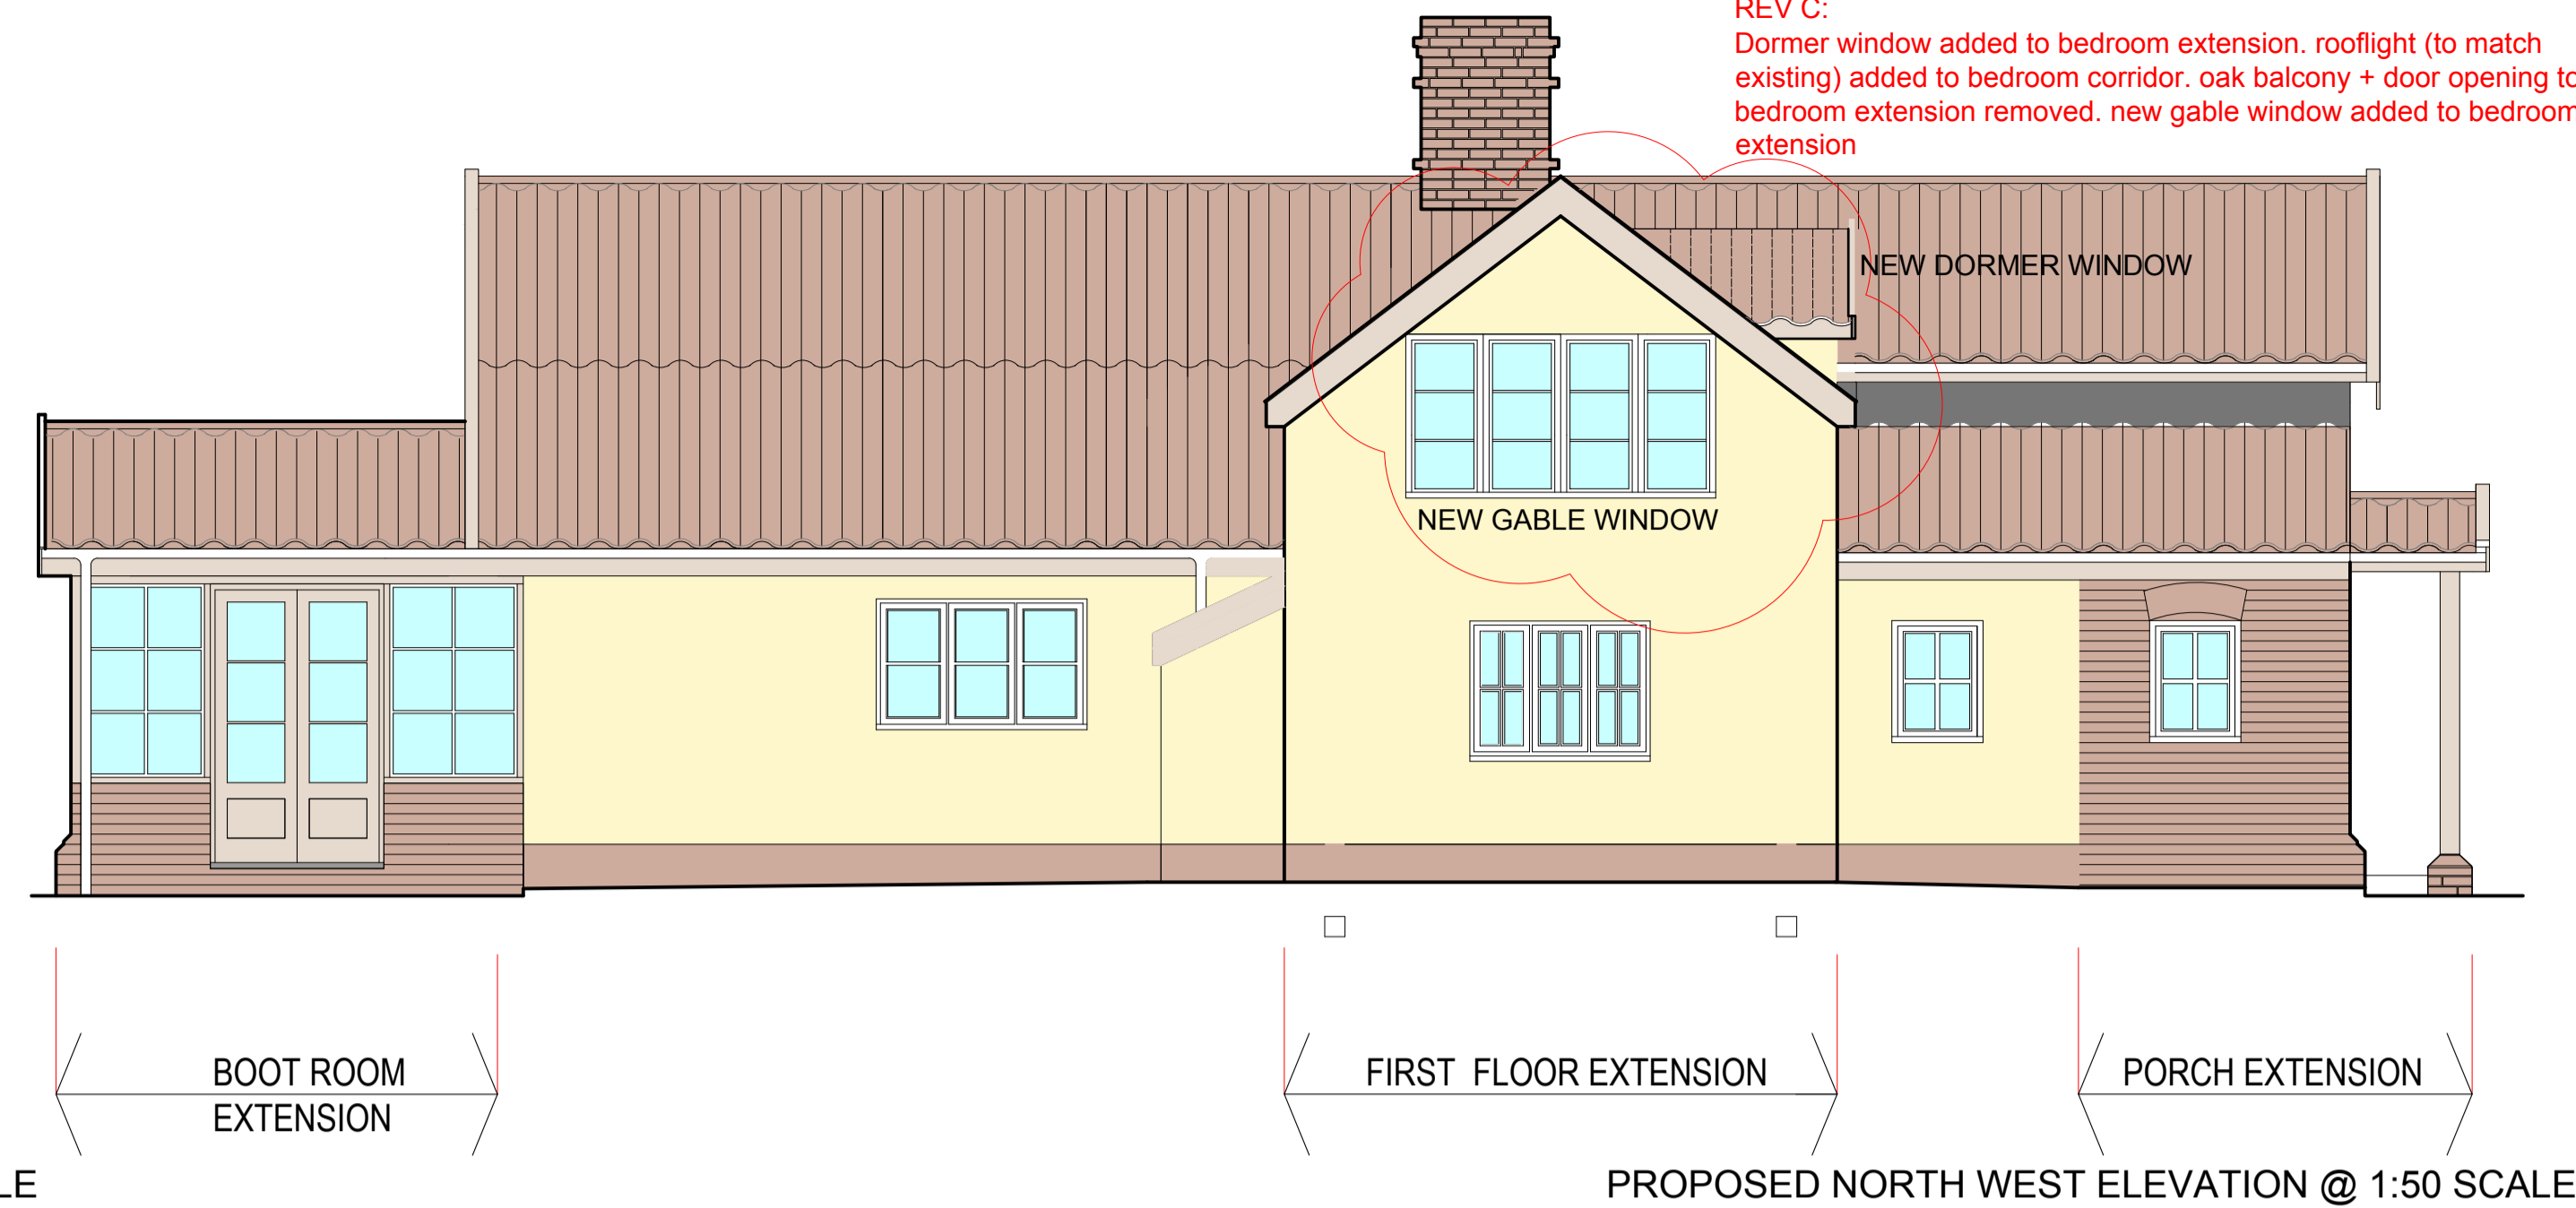 REV C:
Dormer window added to bedroom extension. rooflight (to match
existing) added to bedroom corridor. oak balcony + door opening to
bedroom extension removed. new gable window added to bedroom
extension
NEW DORMER WINDOW
NEW GABLE WINDOW
BOOT ROOM
EXTENSION
FIRST FLOOR EXTENSION
PORCH EXTENSION
LE
PROPOSED NORTH WEST ELEVATION @ 1:50 SCALE